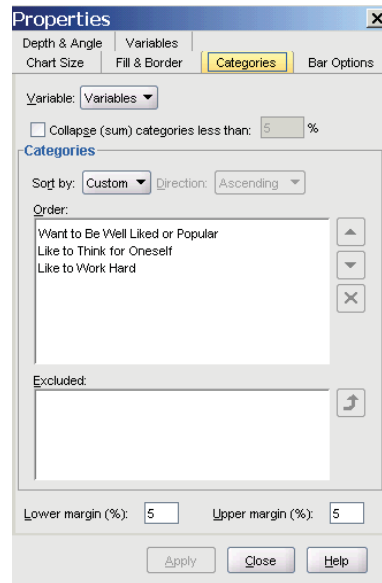 Properties
Depth & Angle Variables
Chart Size Fill & Border Categories Bar Options
Variable: Variables
Collapse (sum) categories less than: 5 %
Categories
Sort by: Custom Direction: Ascending
Order:
Want to Be Well Liked or Popular
Like to Think for Oneself
Like to Work Hard
Excluded:
Lower margin (%): 5 Upper margin (%): 5
Apply Close Help